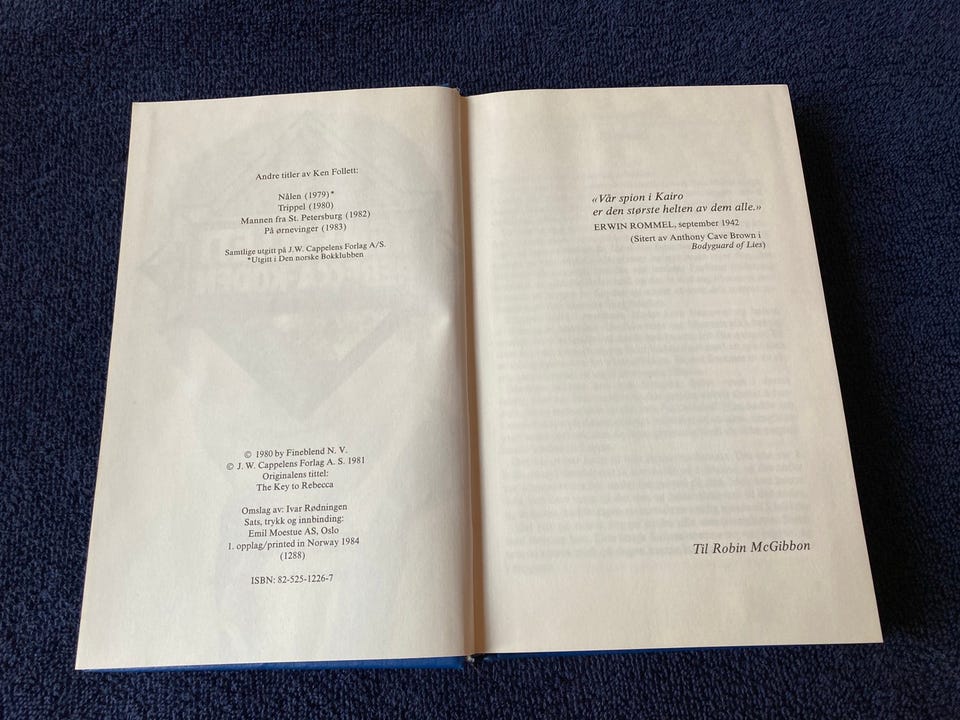 Andre titler av Ken Follett:
Nålen (1979)*
Trippel (1980)
Mannen fra St. Petersburg (1982)
På ørnevinger (1983)
Samtlige utgitt på J.W. Cappelens Forlag A/S.
*Utgitt i Den norske Bokklubben
© 1980 by Fineblend N. V.
© J. W. Cappelens Forlag A. S. 1981
Originalens tittel:
The Key to Rebecca
Omslag av: Ivar Rødningen
Sats, trykk og innbinding:
Emil Moestue AS, Oslo
1. opplag/printed in Norway 1984
(1288)
ISBN: 82-525-1226-7
«Vår spion i Kairo
er den største helten av dem alle.»
ERWIN ROMMEL, september 1942
(Sitert av Anthony Cave Brown i
Bodyguard of Lies)
Til Robin McGibbon